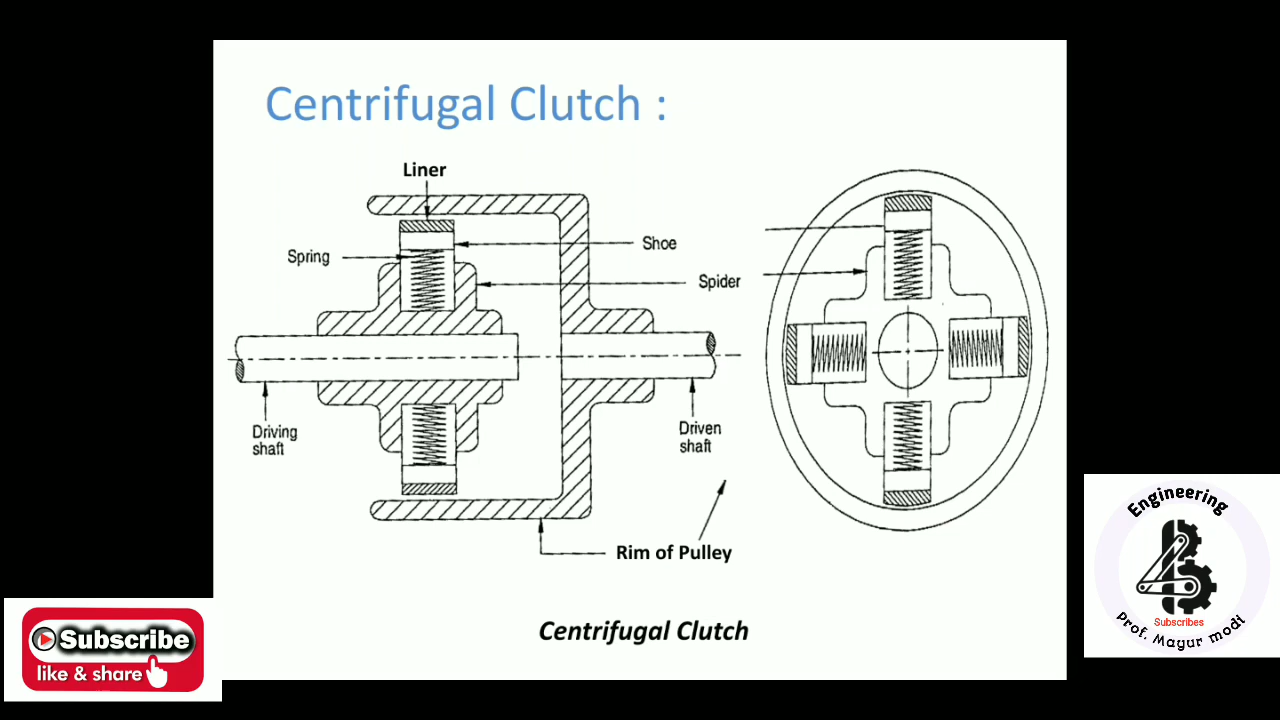 Centrifugal Clutch :
Liner
Spring
Shoe
Spider
Driving
shaft
Driven
shaft
Rim of Pulley
Centrifugal Clutch
Subscribe
like & share
Engineering
Subscribes
Prof. Mayur modi